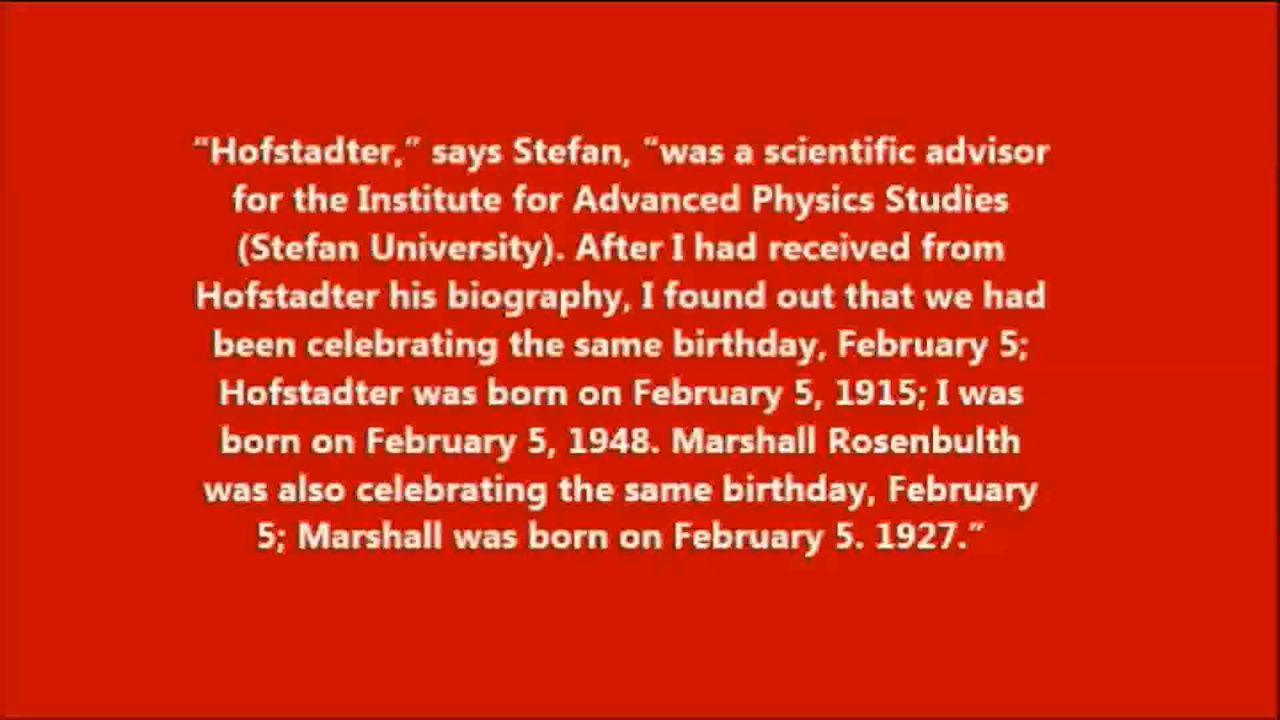 “Hofstadter,” says Stefan, “was a scientific advisor
for the Institute for Advanced Physics Studies
(Stefan University). After I had received from
Hofstadter his biography, I found out that we had
been celebrating the same birthday, February 5;
Hofstadter was born on February 5, 1915; I was
born on February 5, 1948. Marshall Rosenbulth
was also celebrating the same birthday, February
5; Marshall was born on February 5. 1927.”